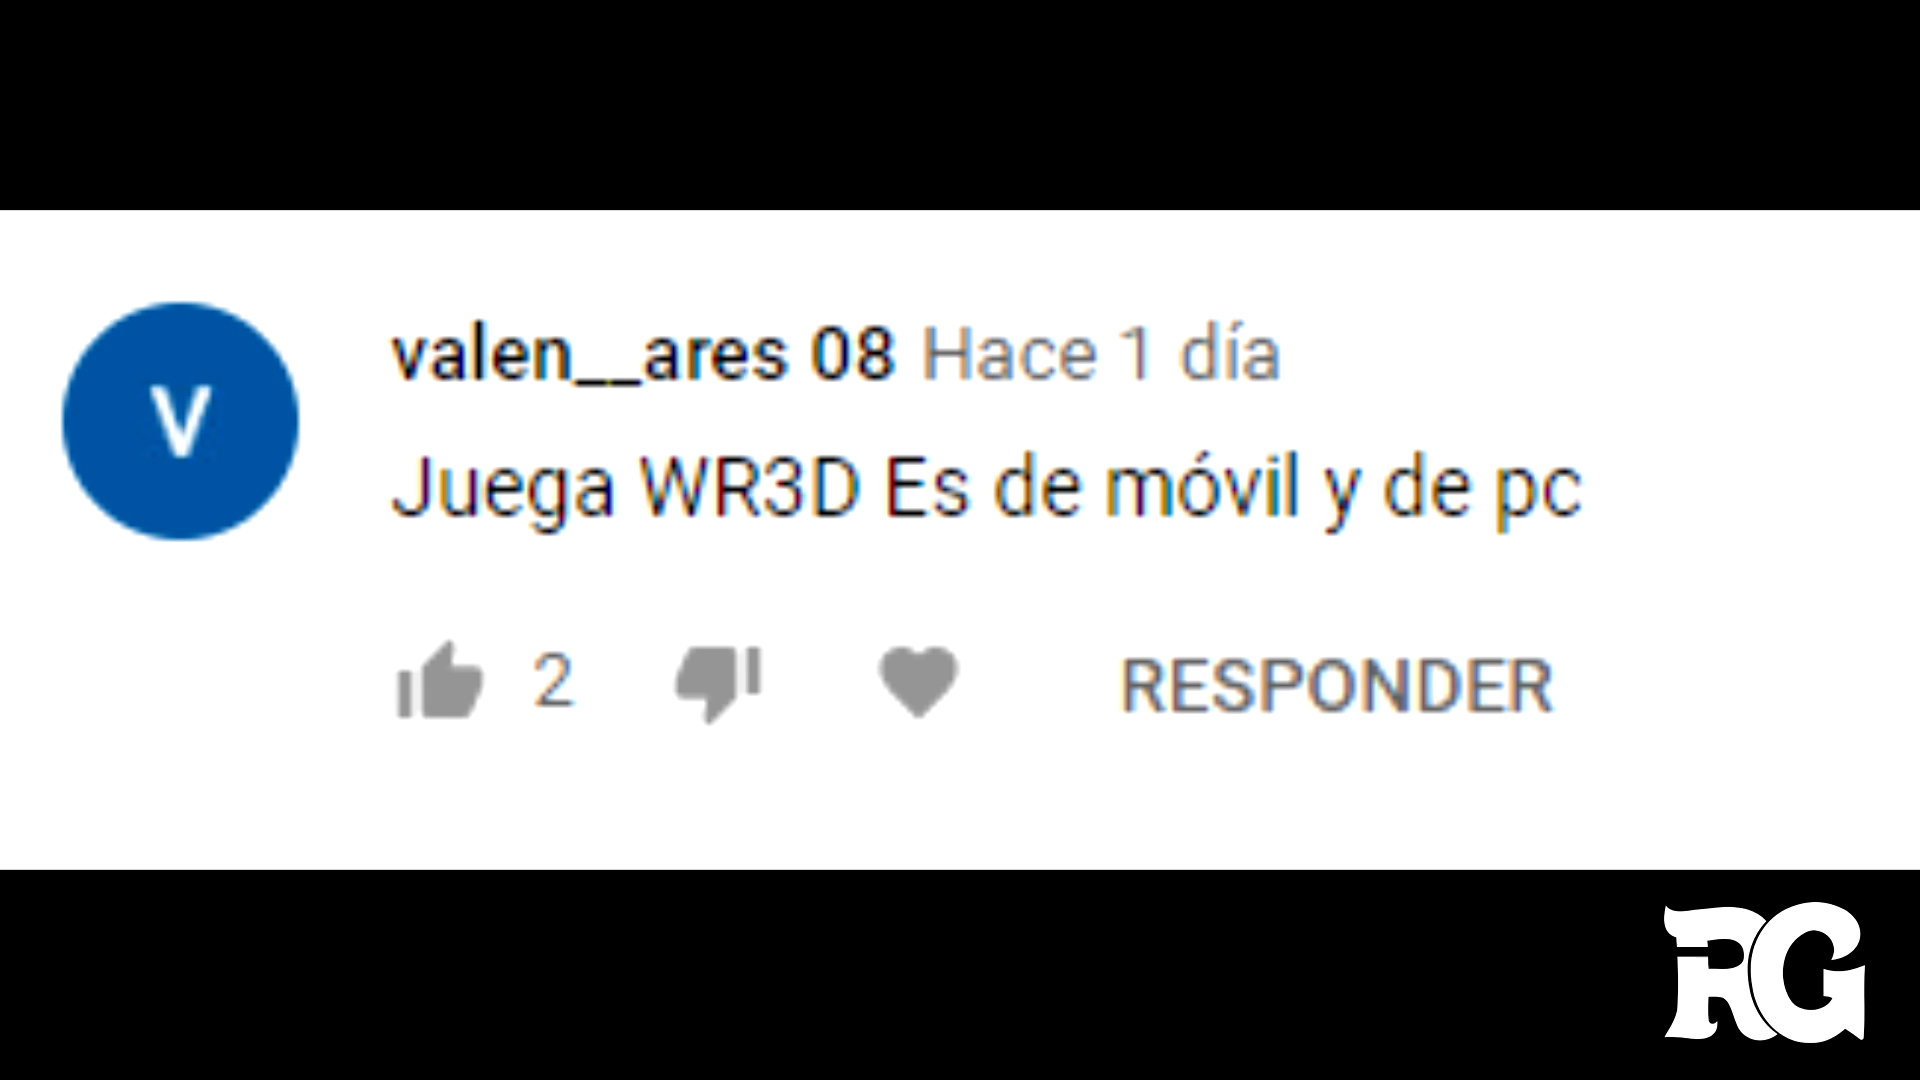 V
valen__ares 08 Hace 1 día
Juega WR3D Es de móvil y de pc
2 RESPONDER
RG